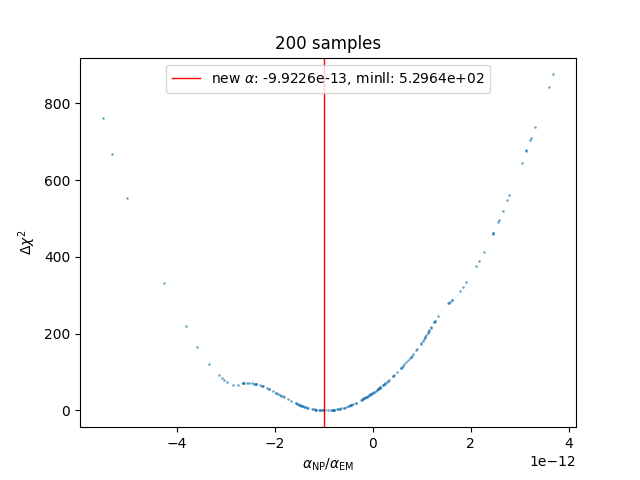 200 samples
new α: -9.9226e-13, minll: 5.2964e+02
Δχ²
800
600
400
200
0
−4
−2
0
2
4
1e−12
α_NP/α_EM